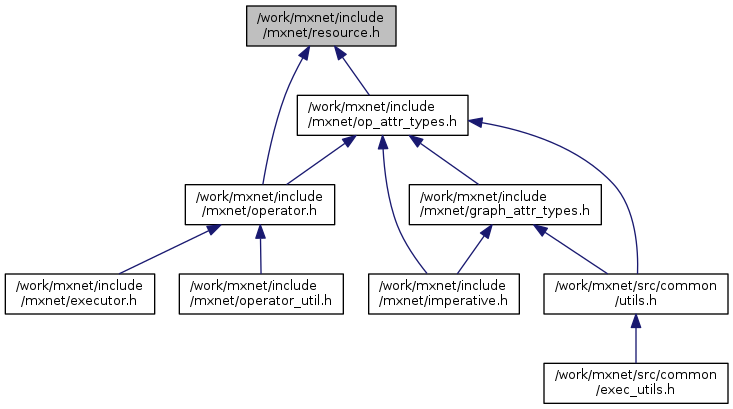 /work/mxnet/include
/mxnet/resource.h
/work/mxnet/include
/mxnet/op_attr_types.h
/work/mxnet/include
/mxnet/operator.h
/work/mxnet/include
/mxnet/graph_attr_types.h
/work/mxnet/include
/mxnet/executor.h
/work/mxnet/include
/mxnet/operator_util.h
/work/mxnet/include
/mxnet/imperative.h
/work/mxnet/src/common
/utils.h
/work/mxnet/src/common
/exec_utils.h